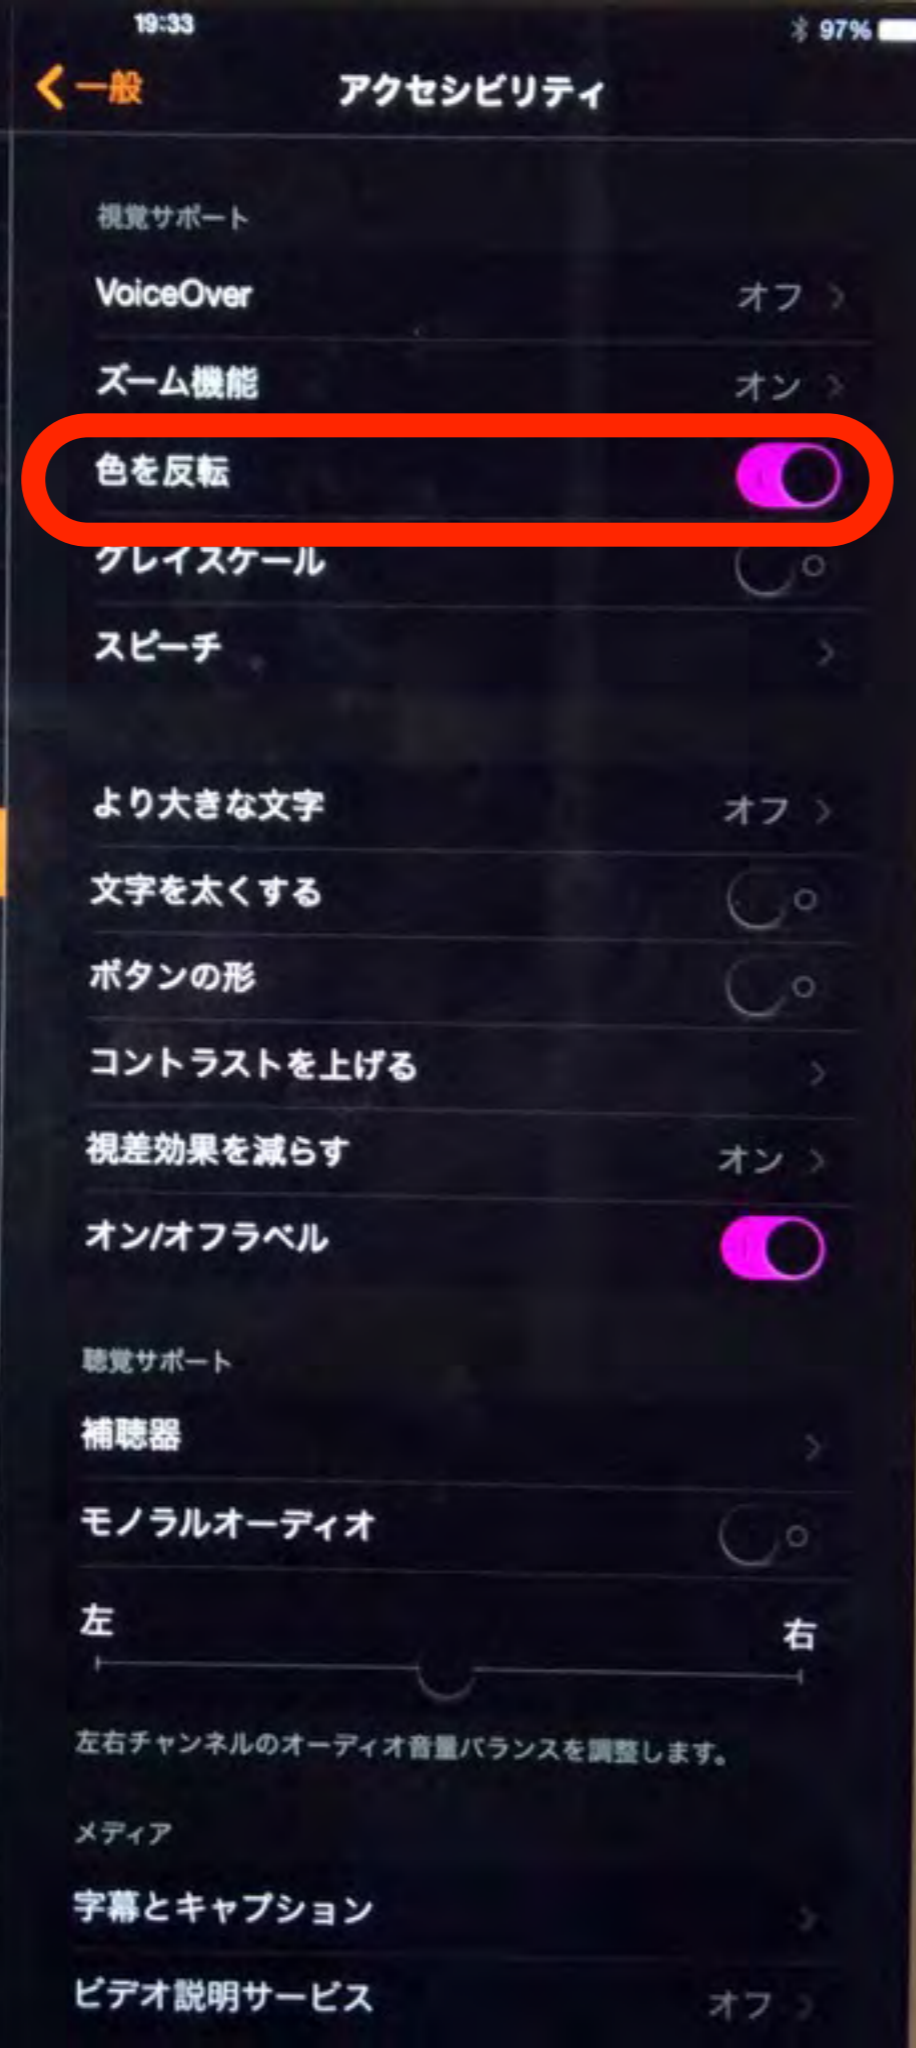 19:33
97%
一般
アクセシビリティ
視覚サポート
VoiceOver オフ
ズーム機能 オン
色を反転
グレイスケール
スピーチ
より大きな文字 オフ
文字を太くする
ボタンの形
コントラストを上げる
視差効果を減らす オン
オン/オフラベル
聴覚サポート
補聴器
モノラルオーディオ
左 右
左右チャンネルのオーディオ音量バランスを調整します。
メディア
字幕とキャプション
ビデオ説明サービス オフ